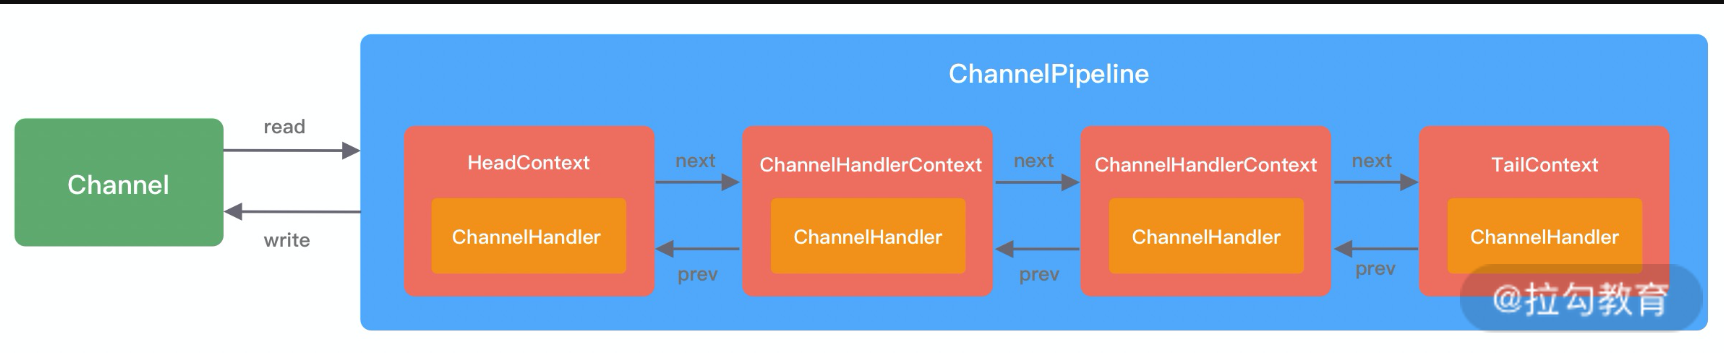 ChannelPipeline
Channel
read
write
HeadContext
ChannelHandler
next
prev
ChannelHandlerContext
ChannelHandler
next
prev
ChannelHandlerContext
ChannelHandler
next
prev
TailContext
ChannelHandler
@拉勾教育